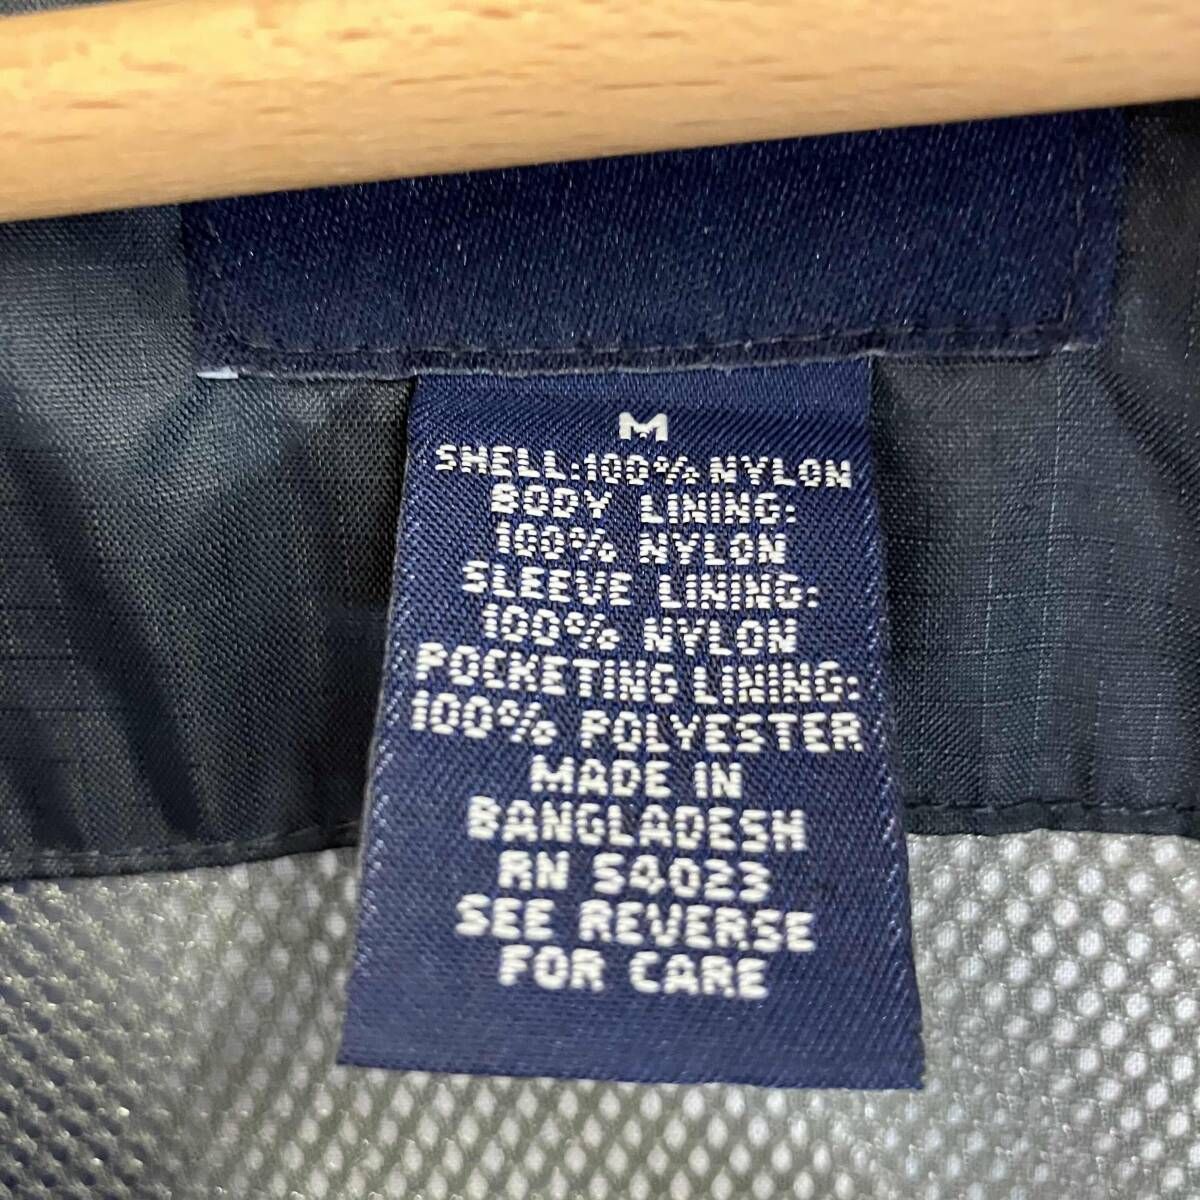 M
SHELL:100% NYLON
BODY LINING:
100% NYLON
SLEEVE LINING:
100% NYLON
POCKETING LINING:
100% POLYESTER
MADE IN
BANGLADESH
RN 54023
SEE REVERSE
FOR CARE